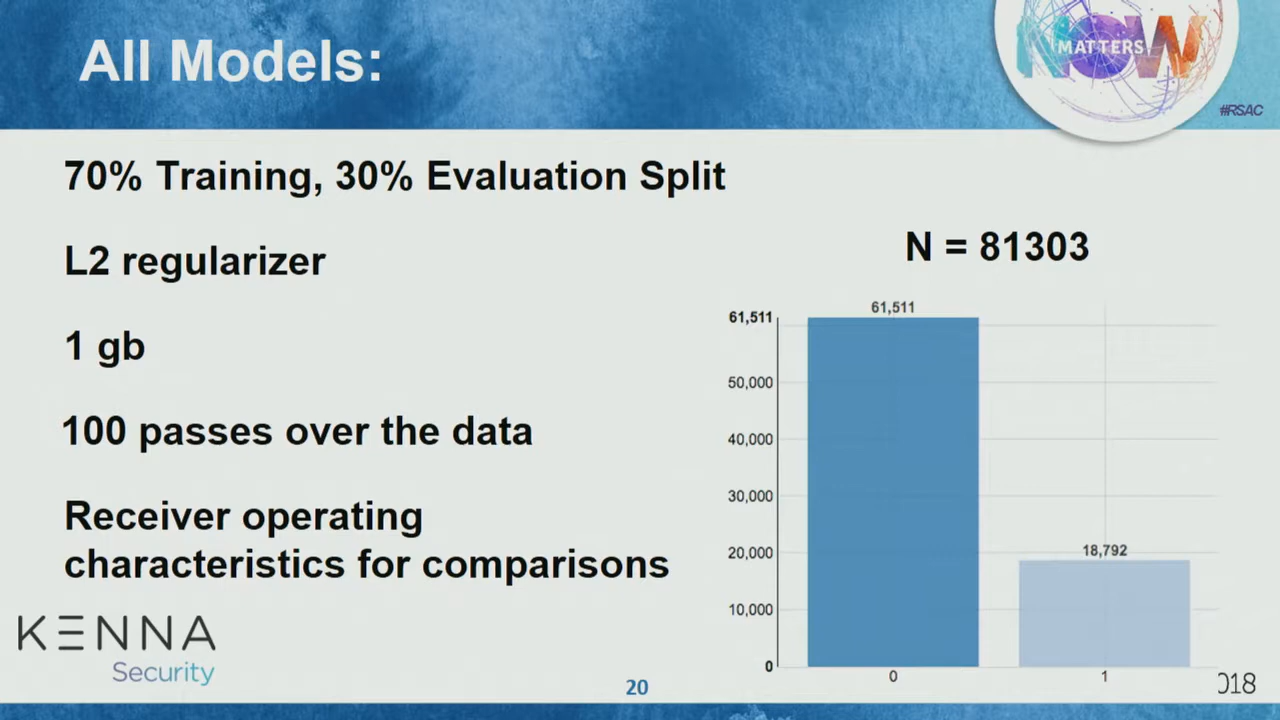 All Models:
NOW
MATTERS
#RSAC
70% Training, 30% Evaluation Split
L2 regularizer
1 gb
100 passes over the data
Receiver operating
characteristics for comparisons
N = 81303
61,511
61,511
50,000
40,000
30,000
20,000
18,792
10,000
0
0
1
KENNA
Security
20
018